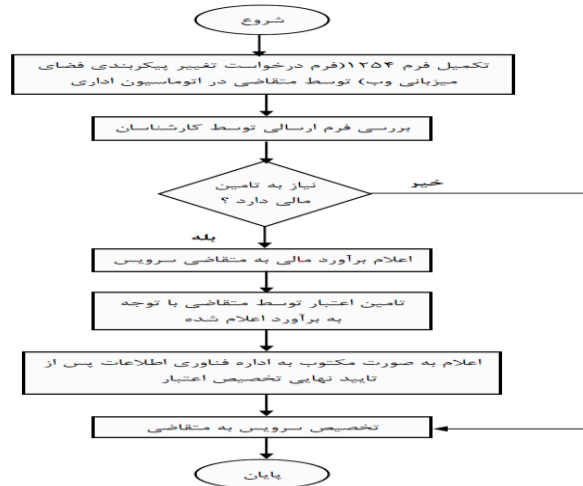 شروع
تکمیل فرم ۱۲۵۴(فرم درخواست تغییر پیکربندی فضای
میزبانی وب) توسط متقاضی در اتوماسیون اداری
بررسی فرم ارسالی توسط کارشناسان
نیاز به تامین
مالی دارد ؟
خیر
بله
اعلام برآورد مالی به متقاضی سرویس
تامین اعتبار توسط متقاضی با توجه
به برآورد اعلام شده
اعلام به صورت مکتوب به اداره فناوری اطلاعات پس از
تایید نهایی تخصیص اعتبار
تخصیص سرویس به متقاضی
پایان